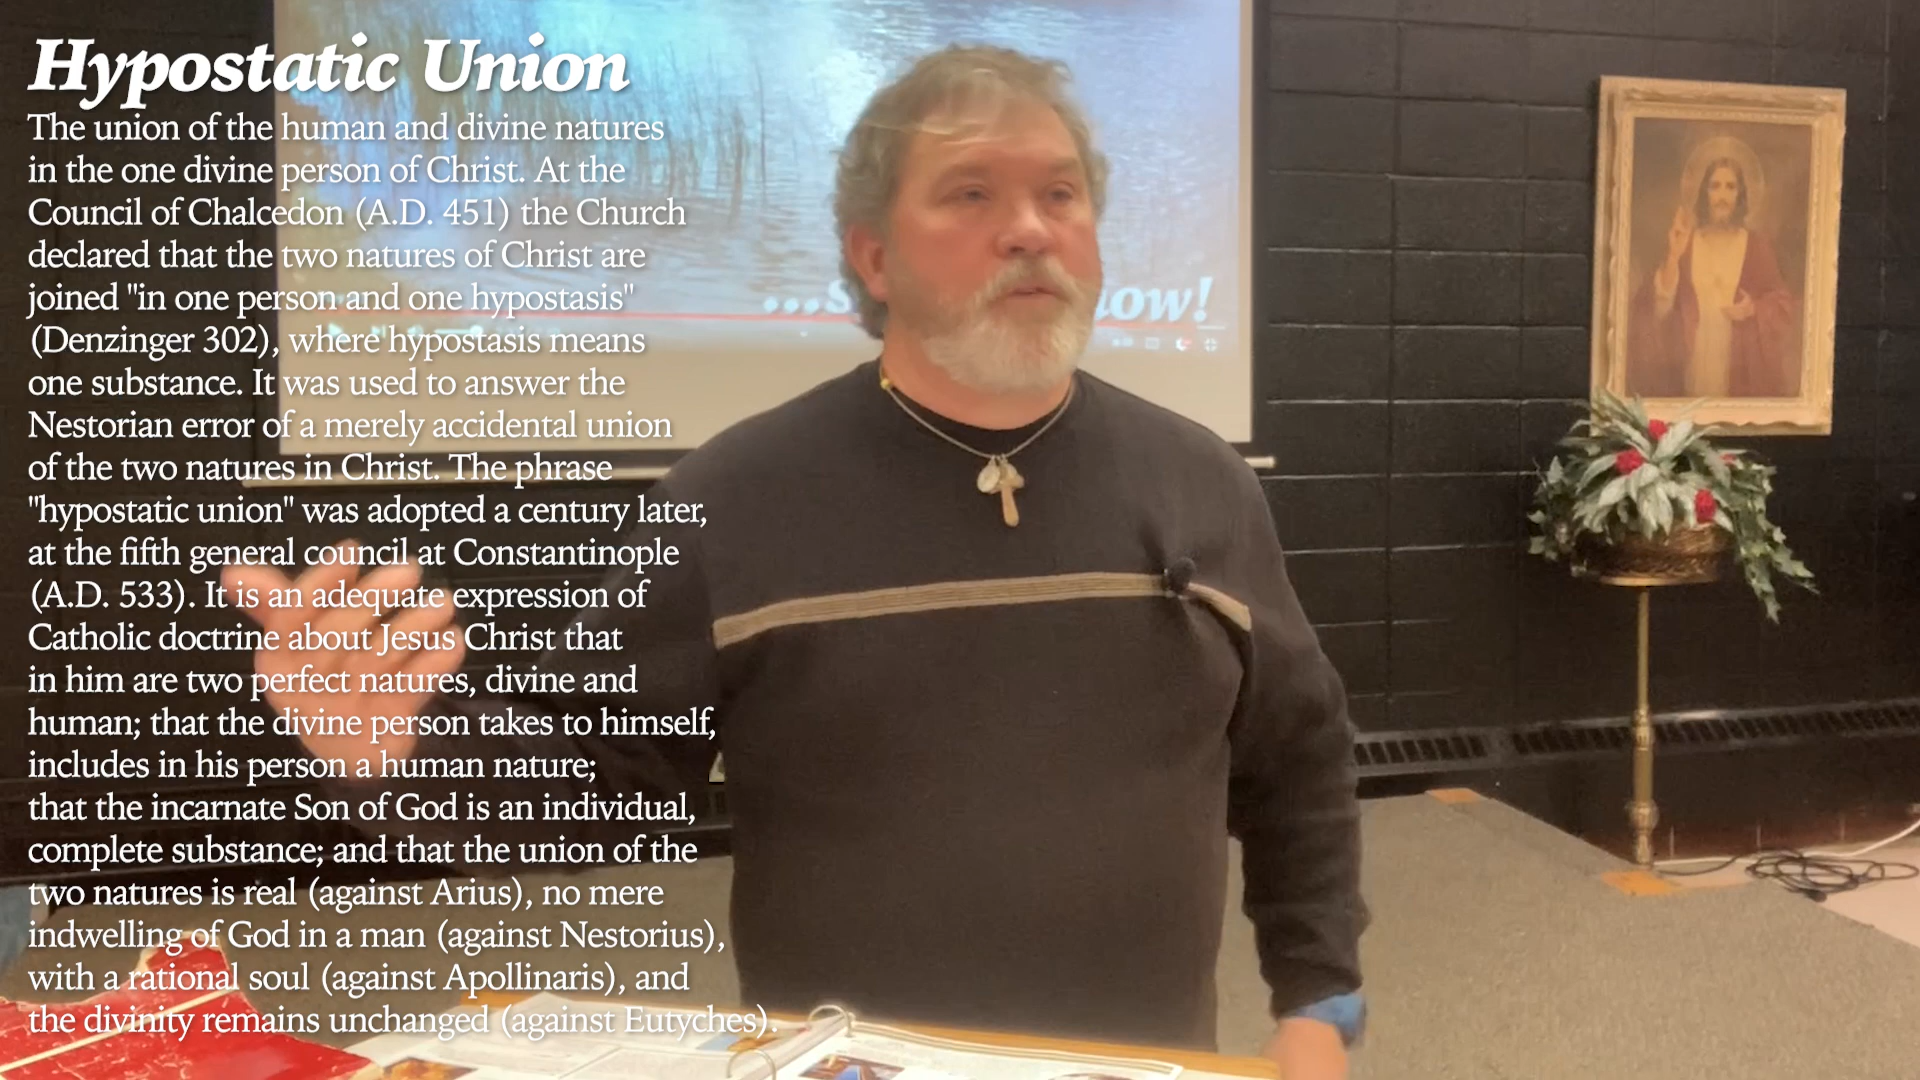 Hypostatic Union
The union of the human and divine natures
in the one divine person of Christ. At the
Council of Chalcedon (A.D. 451) the Church
declared that the two natures of Christ are
joined "in one person and one hypostasis"
(Denzinger 302), where hypostasis means
one substance. It was used to answer the
Nestorian error of a merely accidental union
of the two natures in Christ. The phrase
"hypostatic union" was adopted a century later,
at the fifth general council at Constantinople
(A.D. 533). It is an adequate expression of
Catholic doctrine about Jesus Christ that
in him are two perfect natures, divine and
human; that the divine person takes to himself,
includes in his person a human nature;
that the incarnate Son of God is an individual,
complete substance; and that the union of the
two natures is real (against Arius), no mere
indwelling of God in a man (against Nestorius),
with a rational soul (against Apollinaris), and
the divinity remains unchanged (against Eutyches).